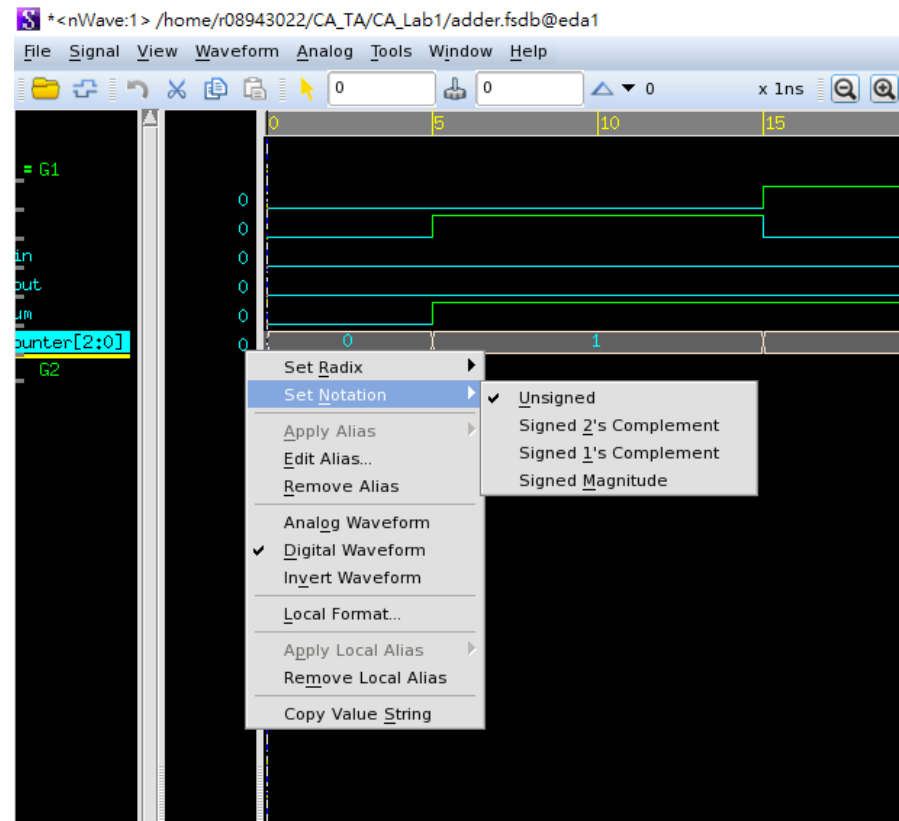 *<nWave:1> /home/r08943022/CA_TA/CA_Lab1/adder.fsdb@eda1
File Signal View Waveform Analog Tools Window Help
0 0 0 x 1ns
0 5 10 15
= G1
0
0
in 0
out 0
um 0
ounter[2:0] 0 0 1
G2
Set Radix
Set Notation
Apply Alias
Edit Alias...
Remove Alias
Analog Waveform
Digital Waveform
Invert Waveform
Local Format...
Apply Local Alias
Remove Local Alias
Copy Value String
Unsigned
Signed 2's Complement
Signed 1's Complement
Signed Magnitude